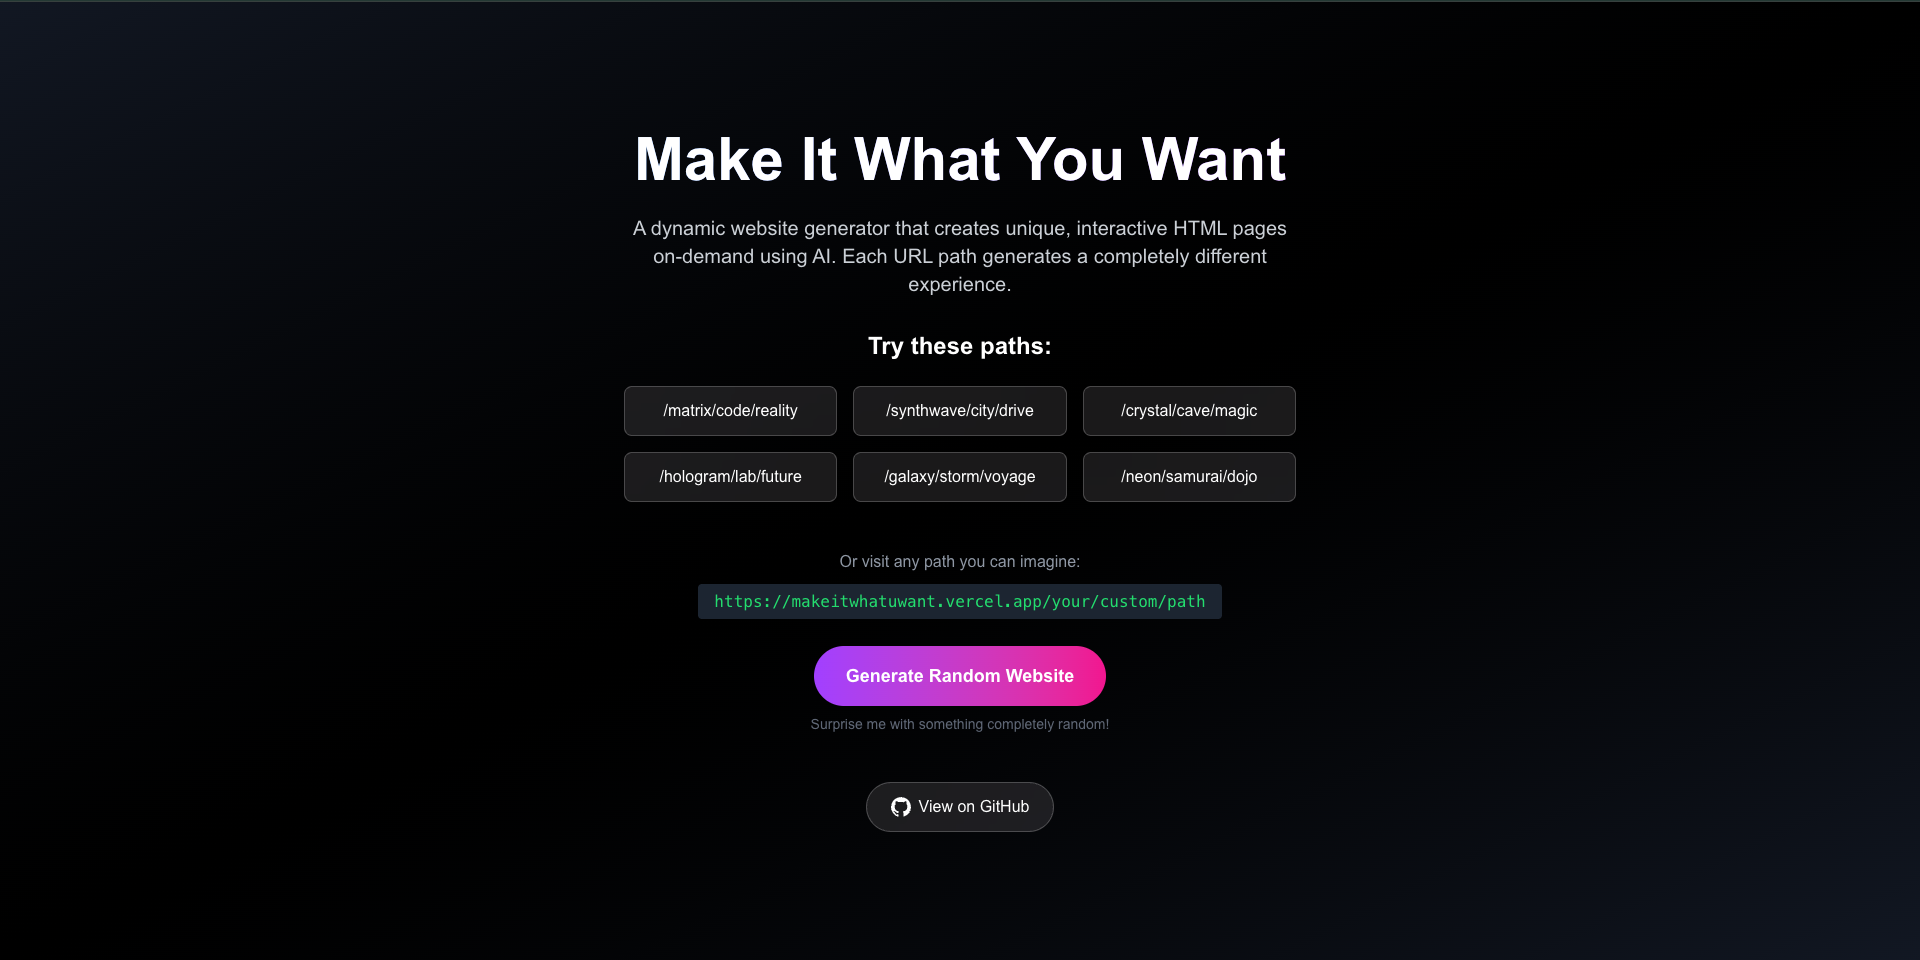 Make It What You Want
A dynamic website generator that creates unique, interactive HTML pages
on-demand using AI. Each URL path generates a completely different
experience.
Try these paths:
/matrix/code/reality
/synthwave/city/drive
/crystal/cave/magic
/hologram/lab/future
/galaxy/storm/voyage
/neon/samurai/dojo
Or visit any path you can imagine:
https://makeitwhatuwant.vercel.app/your/custom/path
Generate Random Website
Surprise me with something completely random!
View on GitHub